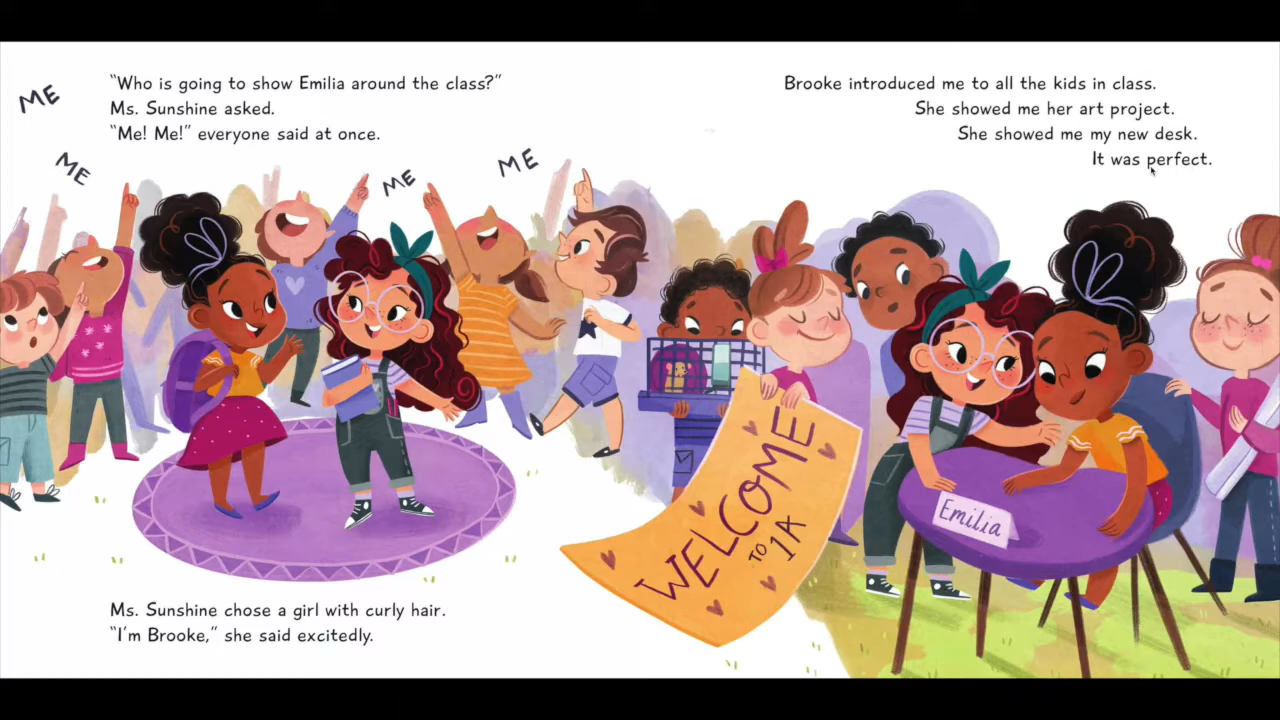 "Who is going to show Emilia around the class?"
Ms. Sunshine asked.
"Me! Me!" everyone said at once.
ME
ME
ME
ME
Ms. Sunshine chose a girl with curly hair.
"I'm Brooke," she said excitedly.
Brooke introduced me to all the kids in class.
She showed me her art project.
She showed me my new desk.
It was perfect.
WELCOME
TO 1A
Emilia